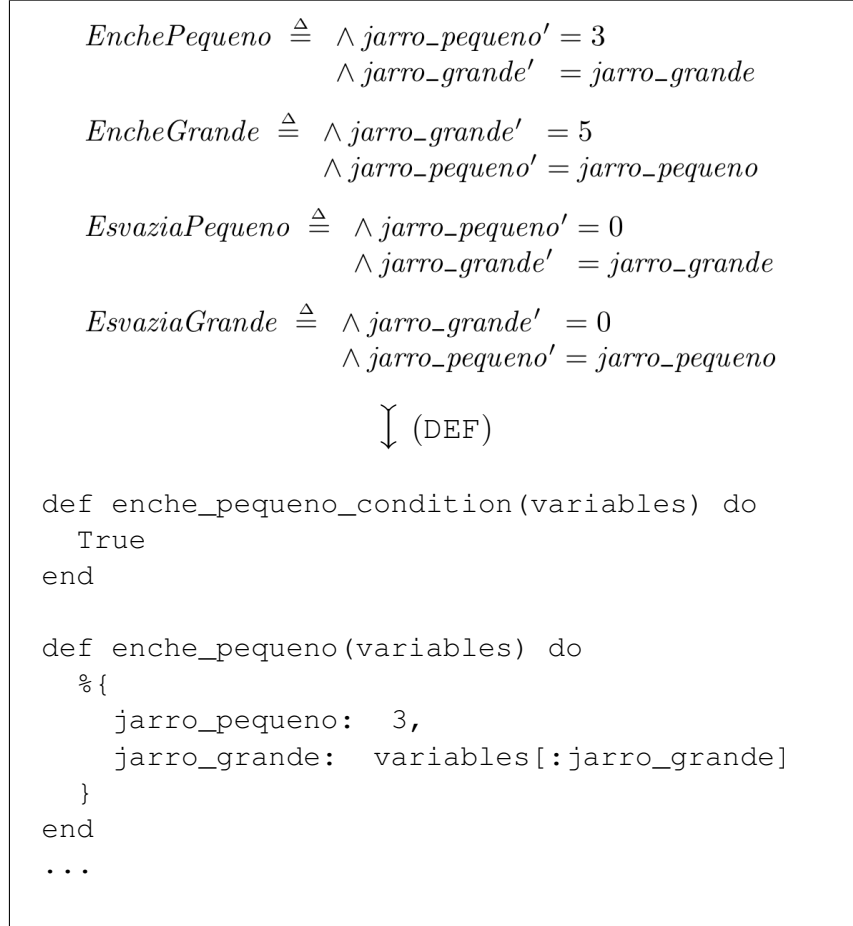 EnchePequeno ≜ ∧ jarro_pequeno′ = 3
∧ jarro_grande′ = jarro_grande
EncheGrande ≜ ∧ jarro_grande′ = 5
∧ jarro_pequeno′ = jarro_pequeno
EsvaziaPequeno ≜ ∧ jarro_pequeno′ = 0
∧ jarro_grande′ = jarro_grande
EsvaziaGrande ≜ ∧ jarro_grande′ = 0
∧ jarro_pequeno′ = jarro_pequeno
↧ (DEF)
def enche_pequeno_condition(variables) do
True
end
def enche_pequeno(variables) do
%{
jarro_pequeno: 3,
jarro_grande: variables[:jarro_grande]
}
end
...